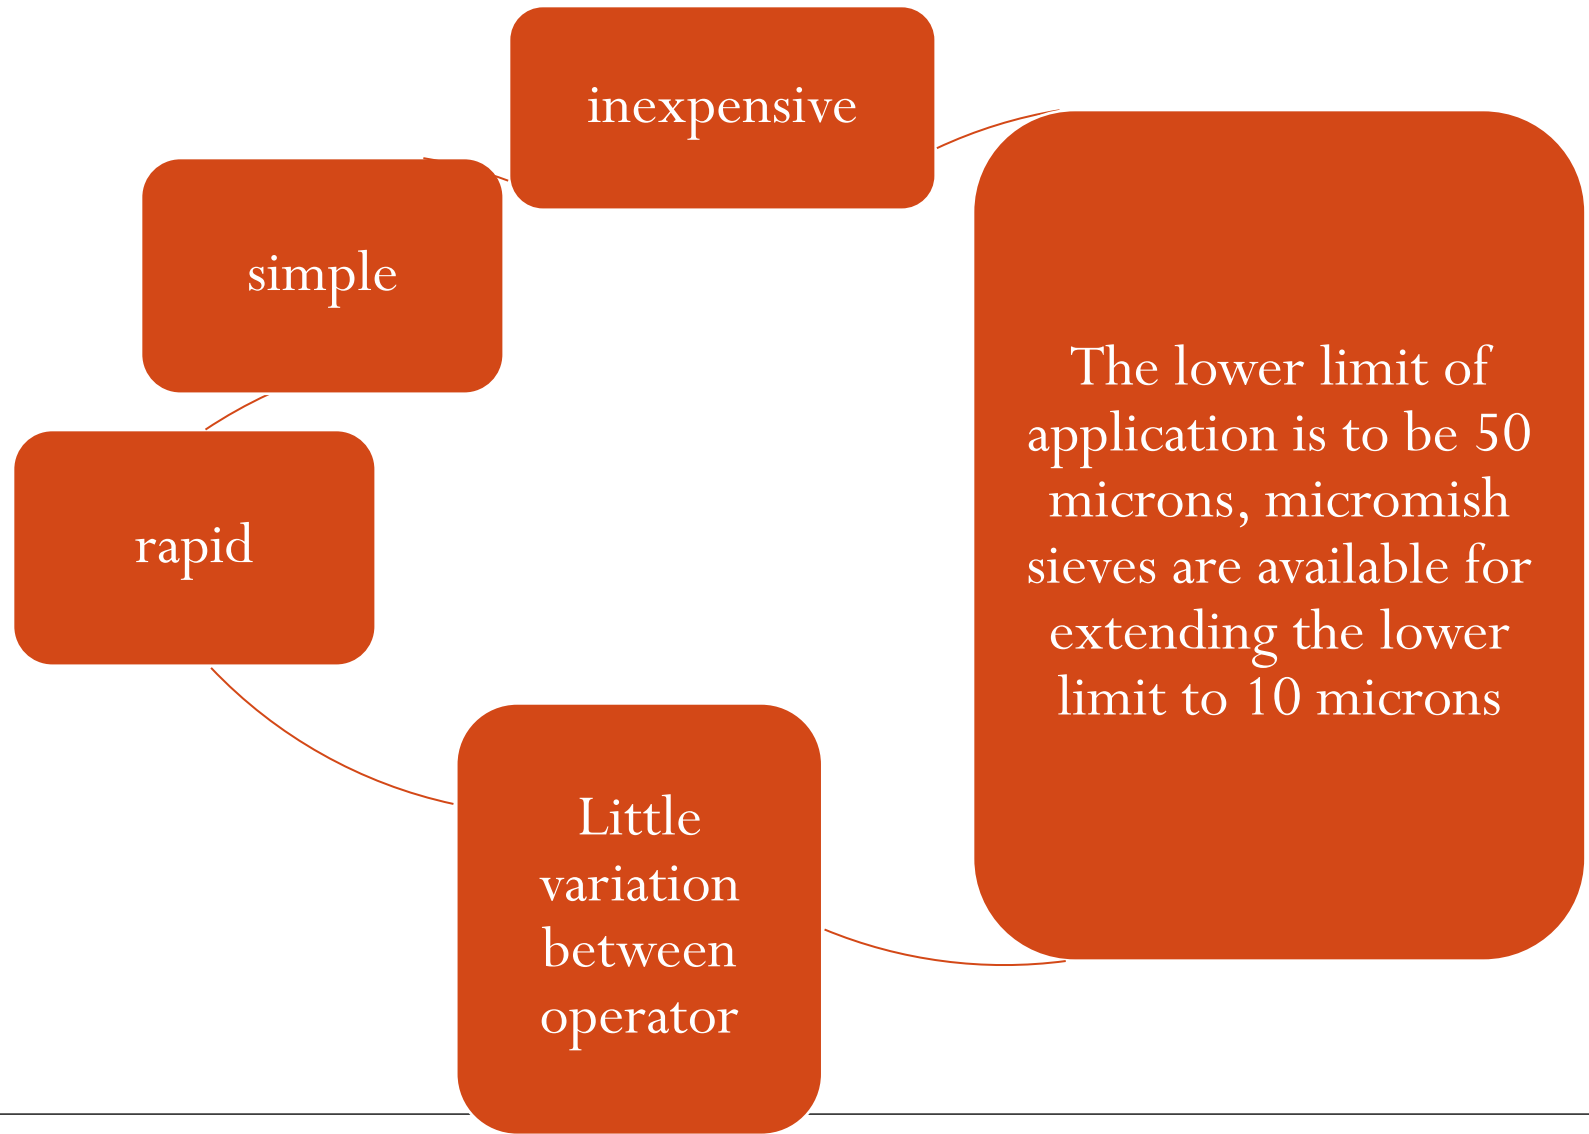 inexpensive
simple
rapid
The lower limit of
application is to be 50
microns, micromish
sieves are available for
extending the lower
limit to 10 microns
Little
variation
between
operator